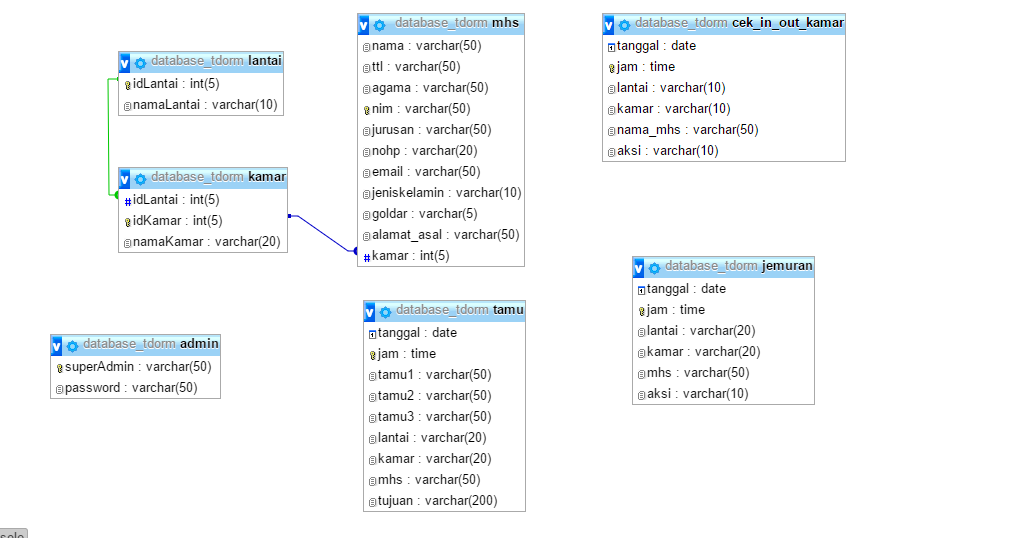 database_tdorm lantai
idLantai : int(5)
namaLantai : varchar(10)
database_tdorm kamar
idLantai : int(5)
idKamar : int(5)
namaKamar : varchar(20)
database_tdorm admin
superAdmin : varchar(50)
password : varchar(50)
database_tdorm mhs
nama : varchar(50)
ttl : varchar(50)
agama : varchar(50)
nim : varchar(50)
jurusan : varchar(50)
nohp : varchar(20)
email : varchar(50)
jeniskelamin : varchar(10)
goldar : varchar(5)
alamat_asal : varchar(50)
kamar : int(5)
database_tdorm tamu
tanggal : date
jam : time
tamu1 : varchar(50)
tamu2 : varchar(50)
tamu3 : varchar(50)
lantai : varchar(20)
kamar : varchar(20)
mhs : varchar(50)
tujuan : varchar(200)
database_tdorm cek_in_out_kamar
tanggal : date
jam : time
lantai : varchar(10)
kamar : varchar(10)
nama_mhs : varchar(50)
aksi : varchar(10)
database_tdorm jemuran
tanggal : date
jam : time
lantai : varchar(20)
kamar : varchar(20)
mhs : varchar(50)
aksi : varchar(10)